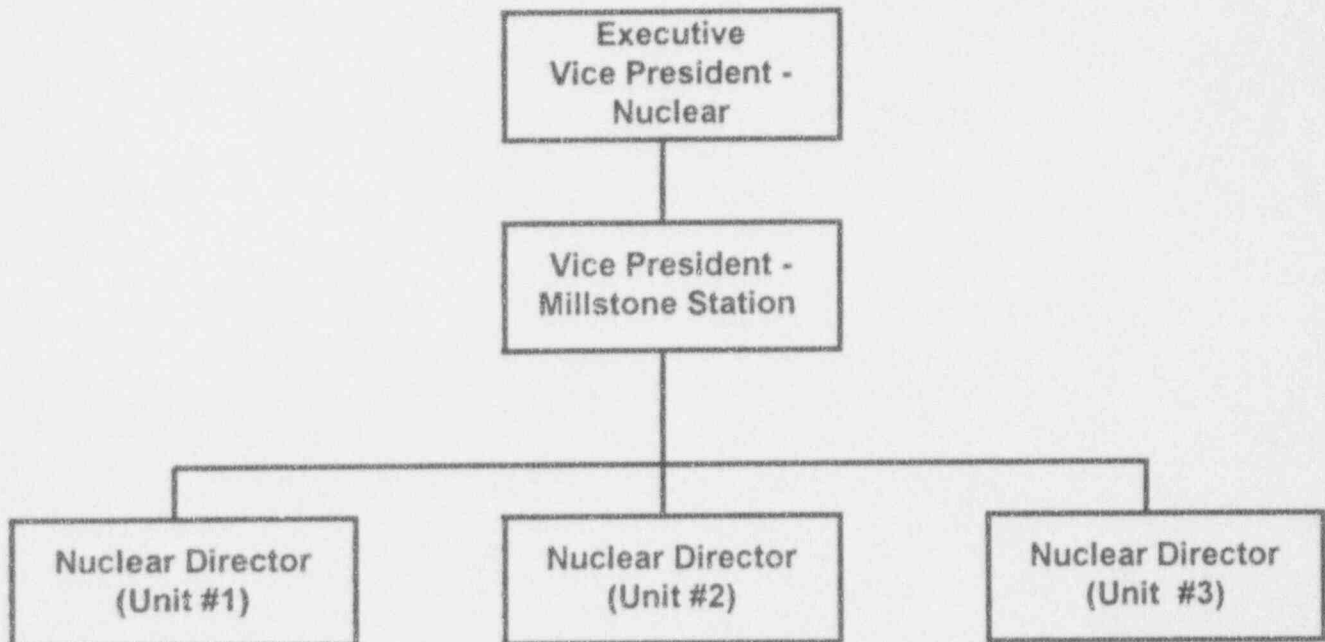 Executive
Vice President -
Nuclear
Vice President -
Millstone Station
Nuclear Director
(Unit #1)
Nuclear Director
(Unit #2)
Nuclear Director
(Unit #3)